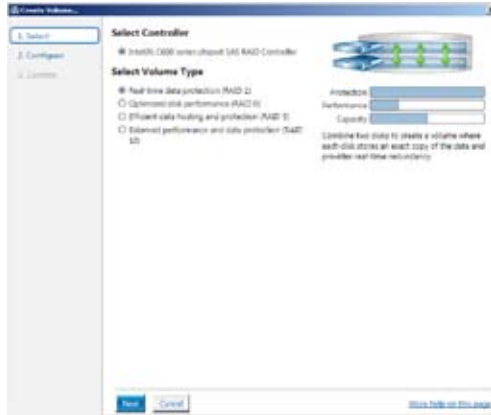 Create Volume...
1. Select
2. Configure
3. Confirm
Select Controller
Intel(R) C600 series chipset SAS RAID Controller
Select Volume Type
Real-time data protection (RAID 1)
Optimized disk performance (RAID 0)
Efficient data hosting and protection (RAID 5)
Balanced performance and data protection (RAID
10)
Protection
Performance
Capacity
Combine two disks to create a volume where
each disk stores an exact copy of the data and
provides real-time redundancy.
Next
Cancel
More help on this page